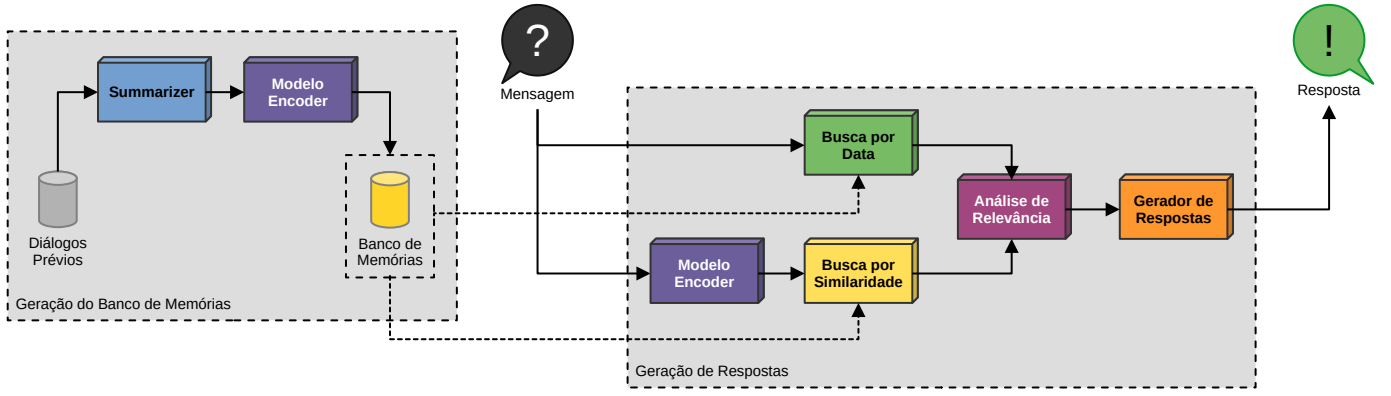 Summarizer
Modelo
Encoder
Diálogos
Prévios
Banco de
Memórias
Geração do Banco de Memórias
?
Mensagem
Busca por
Data
Modelo
Encoder
Busca por
Similaridade
Análise de
Relevância
Gerador de
Respostas
Geração de Respostas
!
Resposta